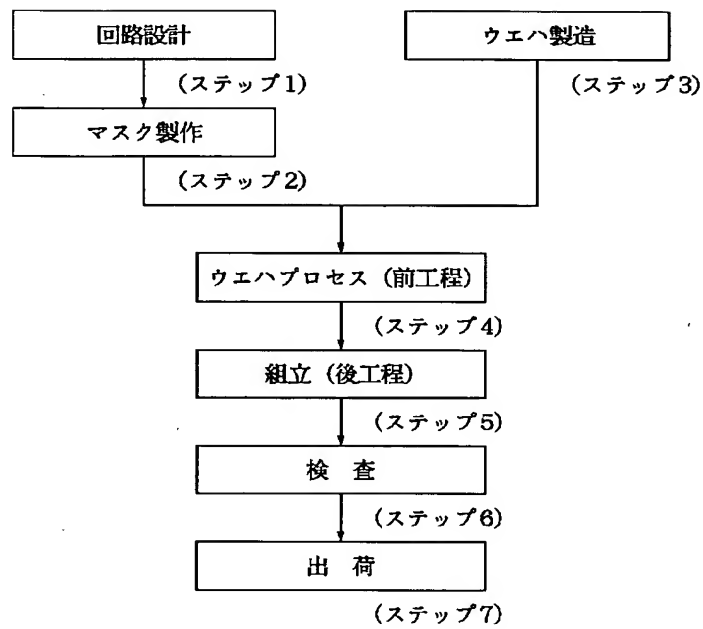 回路設計
(ステップ1)
マスク製作
(ステップ2)
ウエハ製造
(ステップ3)
ウエハプロセス(前工程)
(ステップ4)
組立(後工程)
(ステップ5)
検 査
(ステップ6)
出 荷
(ステップ7)